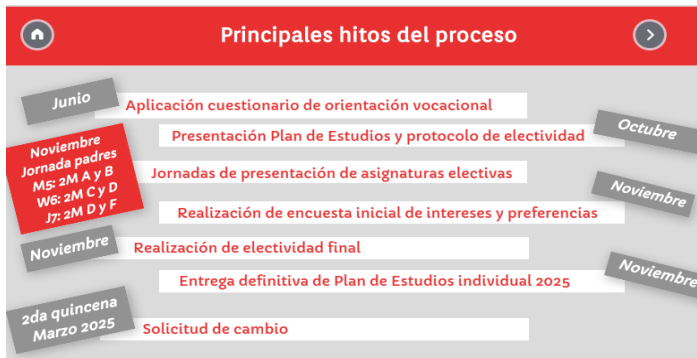 Principales hitos del proceso
Junio
Aplicación cuestionario de orientación vocacional
Presentación Plan de Estudios y protocolo de electividad
Octubre
Noviembre
Jornada padres
M5: 2M A y B
W6: 2M C y D
J7: 2M D y F
Jornadas de presentación de asignaturas electivas
Realización de encuesta inicial de intereses y preferencias
Noviembre
Noviembre
Realización de electividad final
Entrega definitiva de Plan de Estudios individual 2025
Noviembre
2da quincena
Marzo 2025
Solicitud de cambio